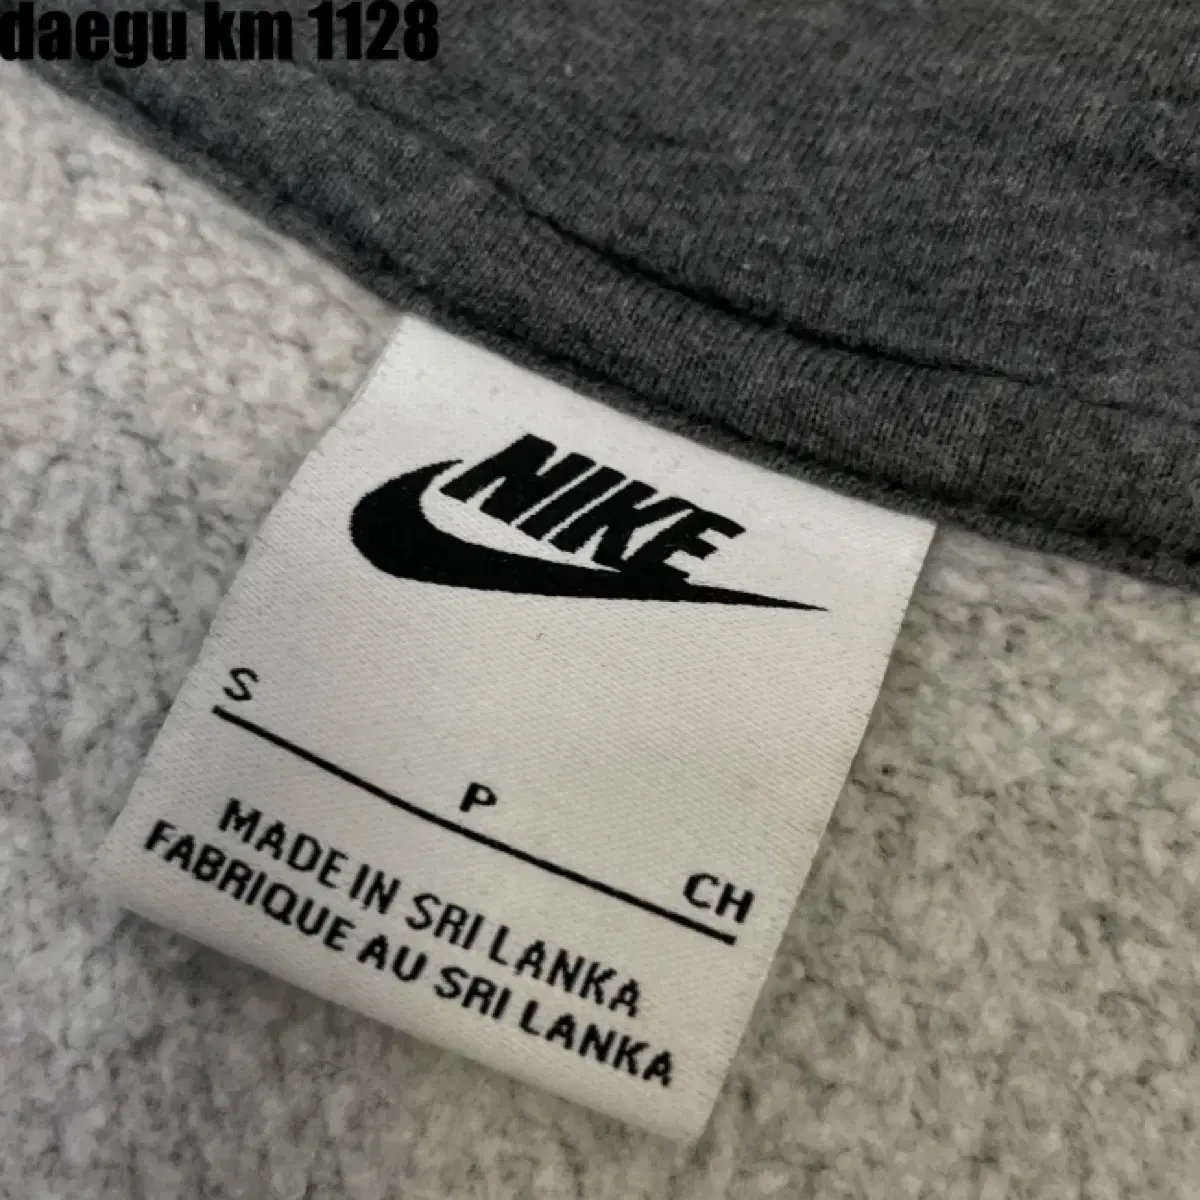 daegu km 1128
NIKE
S
P
CH
MADE IN SRI LANKA
FABRIQUE AU SRI LANKA